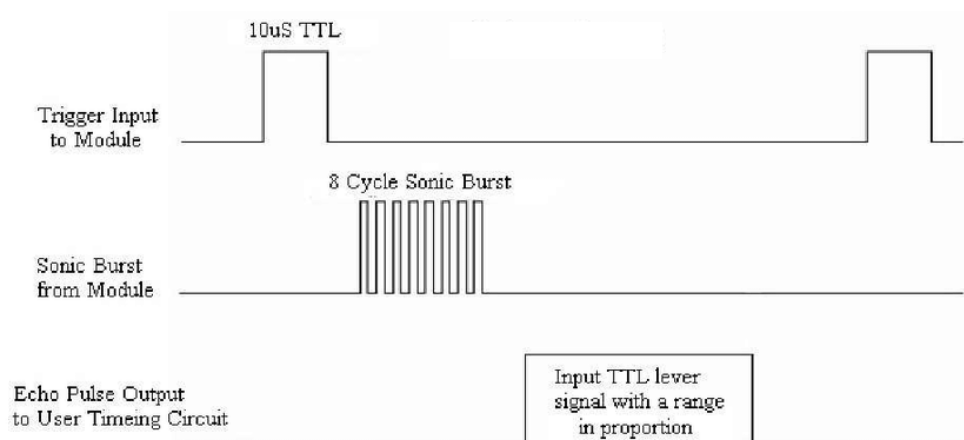 10uS TTL
Trigger Input
to Module
8 Cycle Sonic Burst
Sonic Burst
from Module
Echo Pulse Output
to User Timeing Circuit
Input TTL lever
signal with a range
in proportion